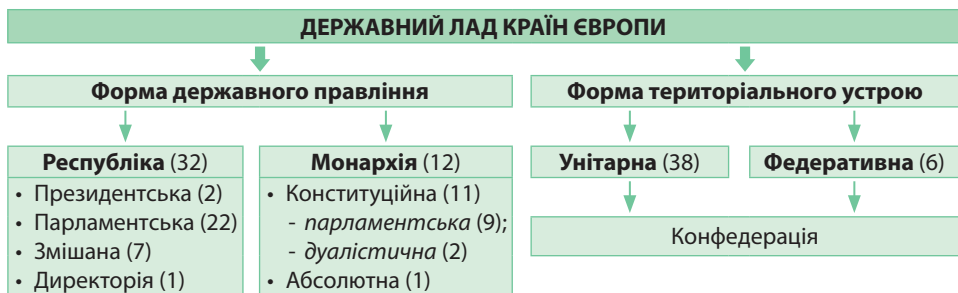 ДЕРЖАВНИЙ ЛАД КРАЇН ЄВРОПИ
Форма державного правління
Форма територіального устрою
Республіка (32)
• Президентська (2)
• Парламентська (22)
• Змішана (7)
• Директорія (1)
Монархія (12)
• Конституційна (11)
- парламентська (9);
- дуалістична (2)
• Абсолютна (1)
Унітарна (38)
Федеративна (6)
Конфедерація